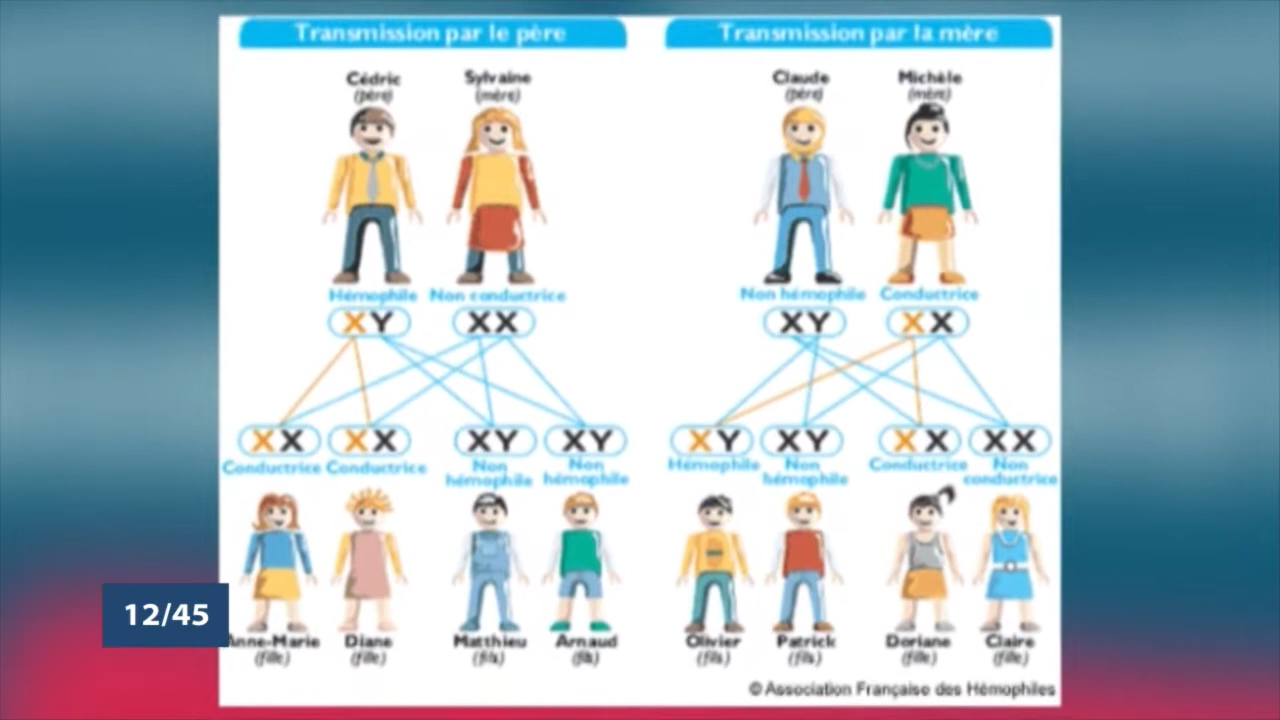 Transmission par le père
Cédric
(père)
Sylvaine
(mère)
Hémophile
Non conductrice
XY
XX
XX
XX
XY
XY
Conductrice
Conductrice
Non
hémophile
Non
hémophile
Anne-Marie
(fille)
Diane
(fille)
Matthieu
(fils)
Arnaud
(fils)
Transmission par la mère
Claude
(père)
Michèle
(mère)
Non hémophile
Conductrice
XY
XX
XY
XY
XX
XX
Hémophile
Non
hémophile
Conductrice
Non
conductrice
Olivier
(fils)
Patrick
(fils)
Doriane
(fille)
Claire
(fille)
© Association Française des Hémophiles
12/45